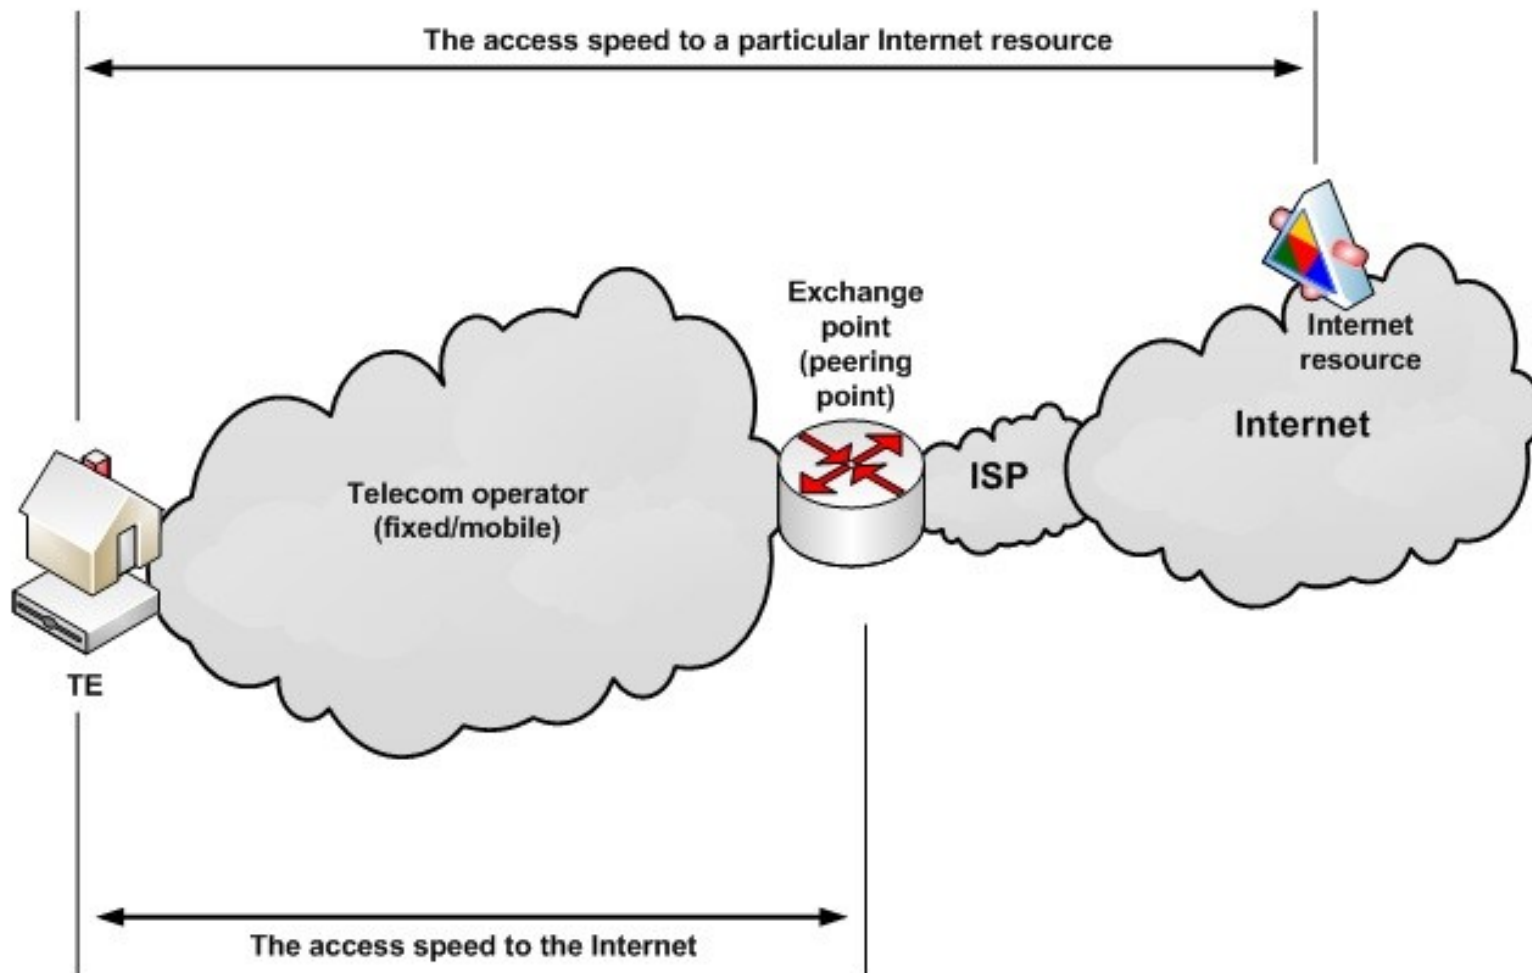 The access speed to a particular Internet resource
Exchange
point
(peering
point)
Internet
resource
Internet
ISP
Telecom operator
(fixed/mobile)
TE
The access speed to the Internet